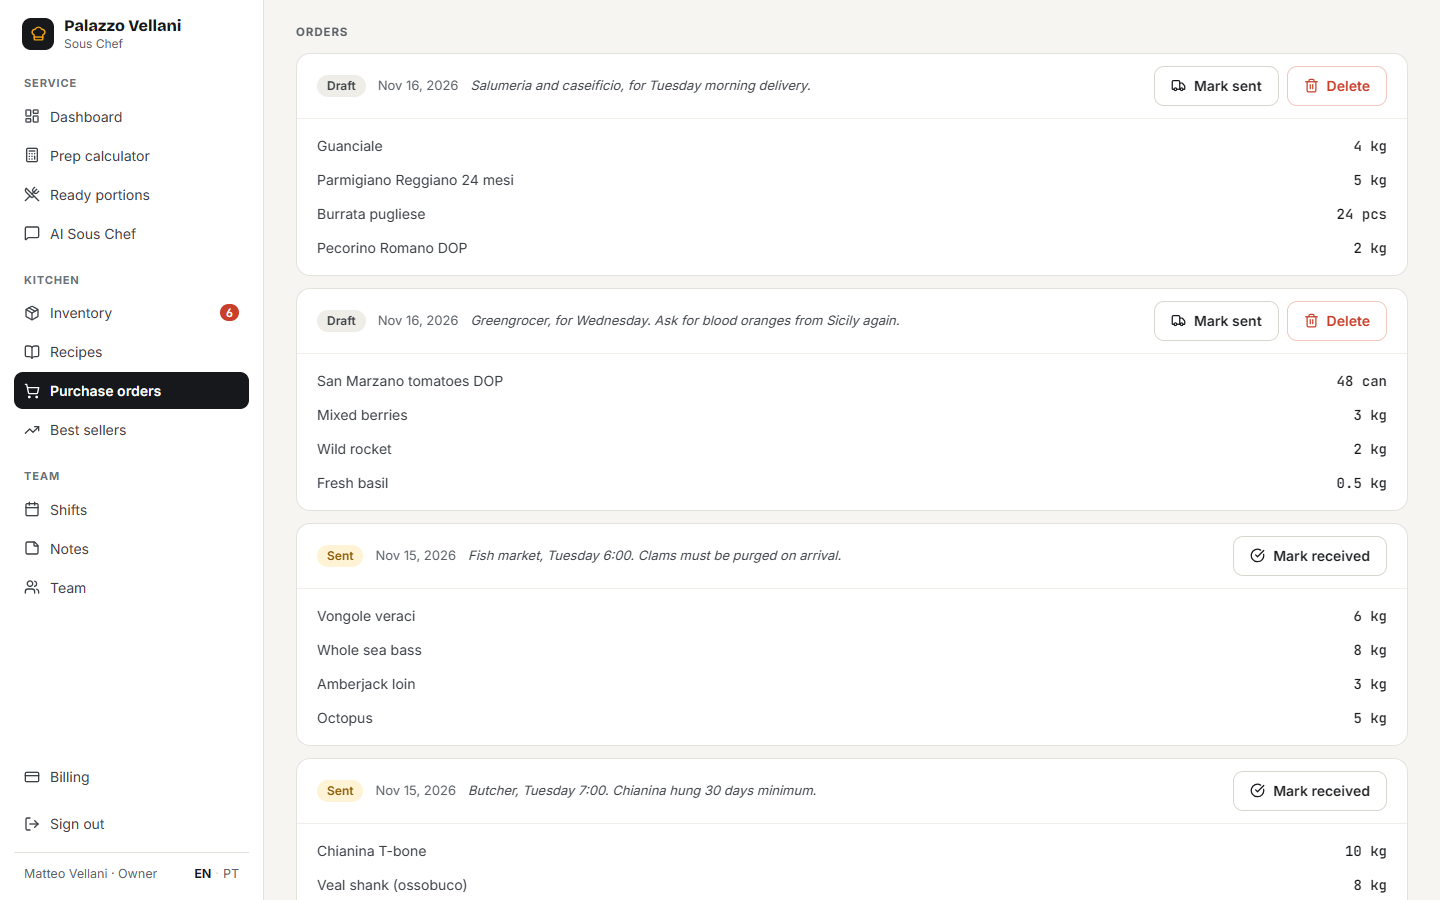 Palazzo Vellani
Sous Chef
SERVICE
Dashboard
Prep calculator
Ready portions
AI Sous Chef
KITCHEN
Inventory 6
Recipes
Purchase orders
Best sellers
TEAM
Shifts
Notes
Team
Billing
Sign out
Matteo Vellani · Owner EN · PT
ORDERS
Draft Nov 16, 2026 Salumeria and caseificio, for Tuesday morning delivery. Mark sent Delete
Guanciale 4 kg
Parmigiano Reggiano 24 mesi 5 kg
Burrata pugliese 24 pcs
Pecorino Romano DOP 2 kg
Draft Nov 16, 2026 Greengrocer, for Wednesday. Ask for blood oranges from Sicily again. Mark sent Delete
San Marzano tomatoes DOP 48 can
Mixed berries 3 kg
Wild rocket 2 kg
Fresh basil 0.5 kg
Sent Nov 15, 2026 Fish market, Tuesday 6:00. Clams must be purged on arrival. Mark received
Vongole veraci 6 kg
Whole sea bass 8 kg
Amberjack loin 3 kg
Octopus 5 kg
Sent Nov 15, 2026 Butcher, Tuesday 7:00. Chianina hung 30 days minimum. Mark received
Chianina T-bone 10 kg
Veal shank (ossobuco) 8 kg